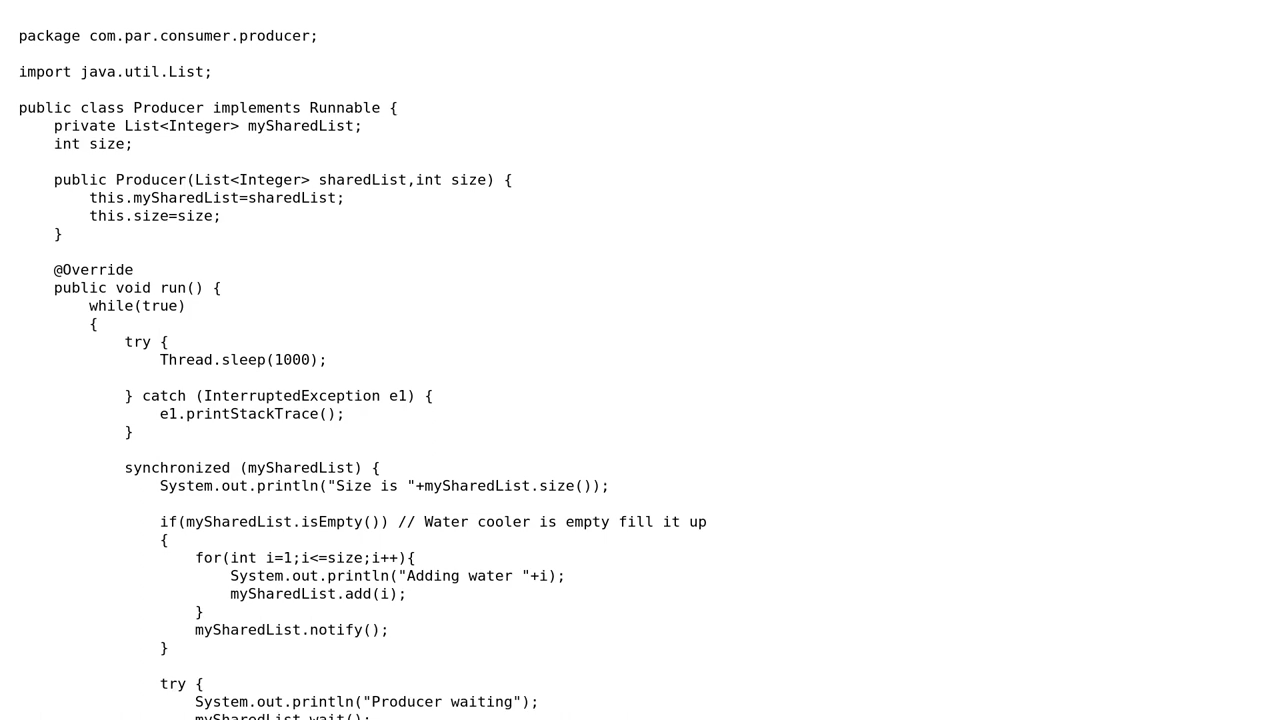 package com.par.consumer.producer;
import java.util.List;
public class Producer implements Runnable {
private List<Integer> mySharedList;
int size;
public Producer(List<Integer> sharedList,int size) {
this.mySharedList=sharedList;
this.size=size;
}
@Override
public void run() {
while(true)
{
try {
Thread.sleep(1000);
} catch (InterruptedException e1) {
e1.printStackTrace();
}
synchronized (mySharedList) {
System.out.println("Size is "+mySharedList.size());
if(mySharedList.isEmpty()) // Water cooler is empty fill it up
{
for(int i=1;i<=size;i++){
System.out.println("Adding water "+i);
mySharedList.add(i);
}
mySharedList.notify();
}
try {
System.out.println("Producer waiting");
mySharedList.wait();